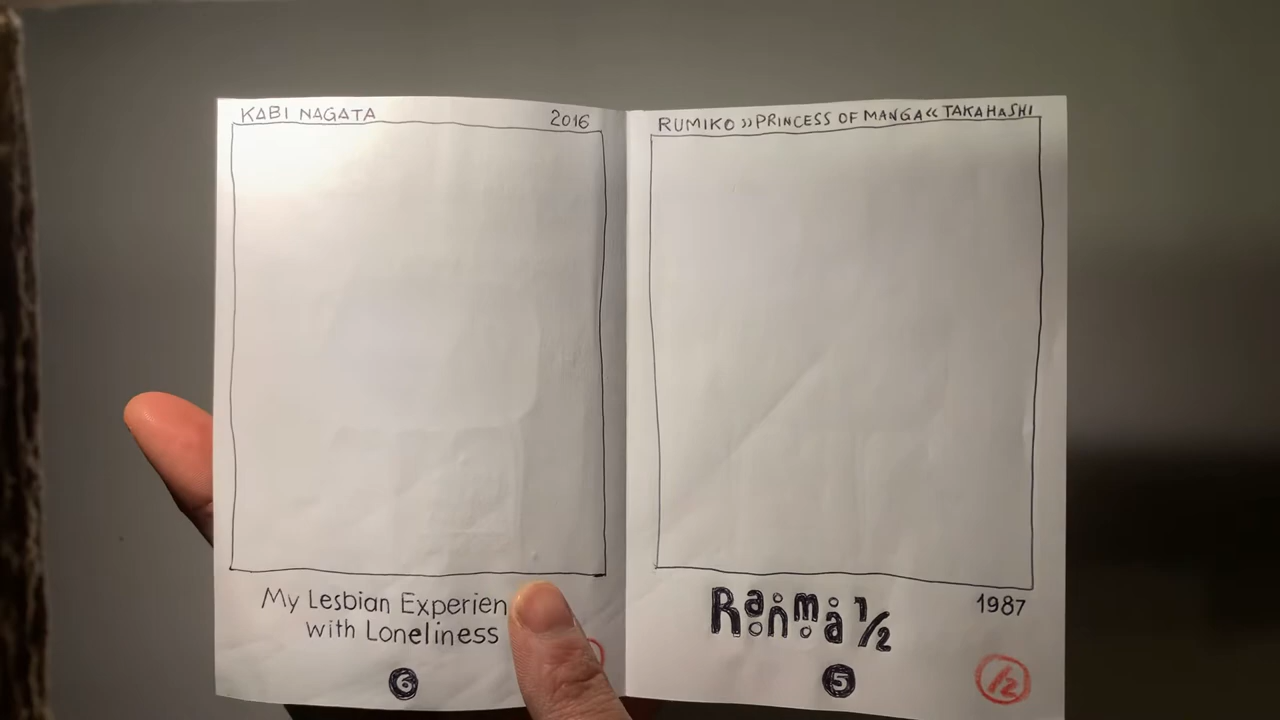 KABI NAGATA
2016
My Lesbian Experien
with Loneliness
6
RUMIKO »PRINCESS OF MANGA« TAKAHASHI
Ranma 1/2
1987
5
1/2